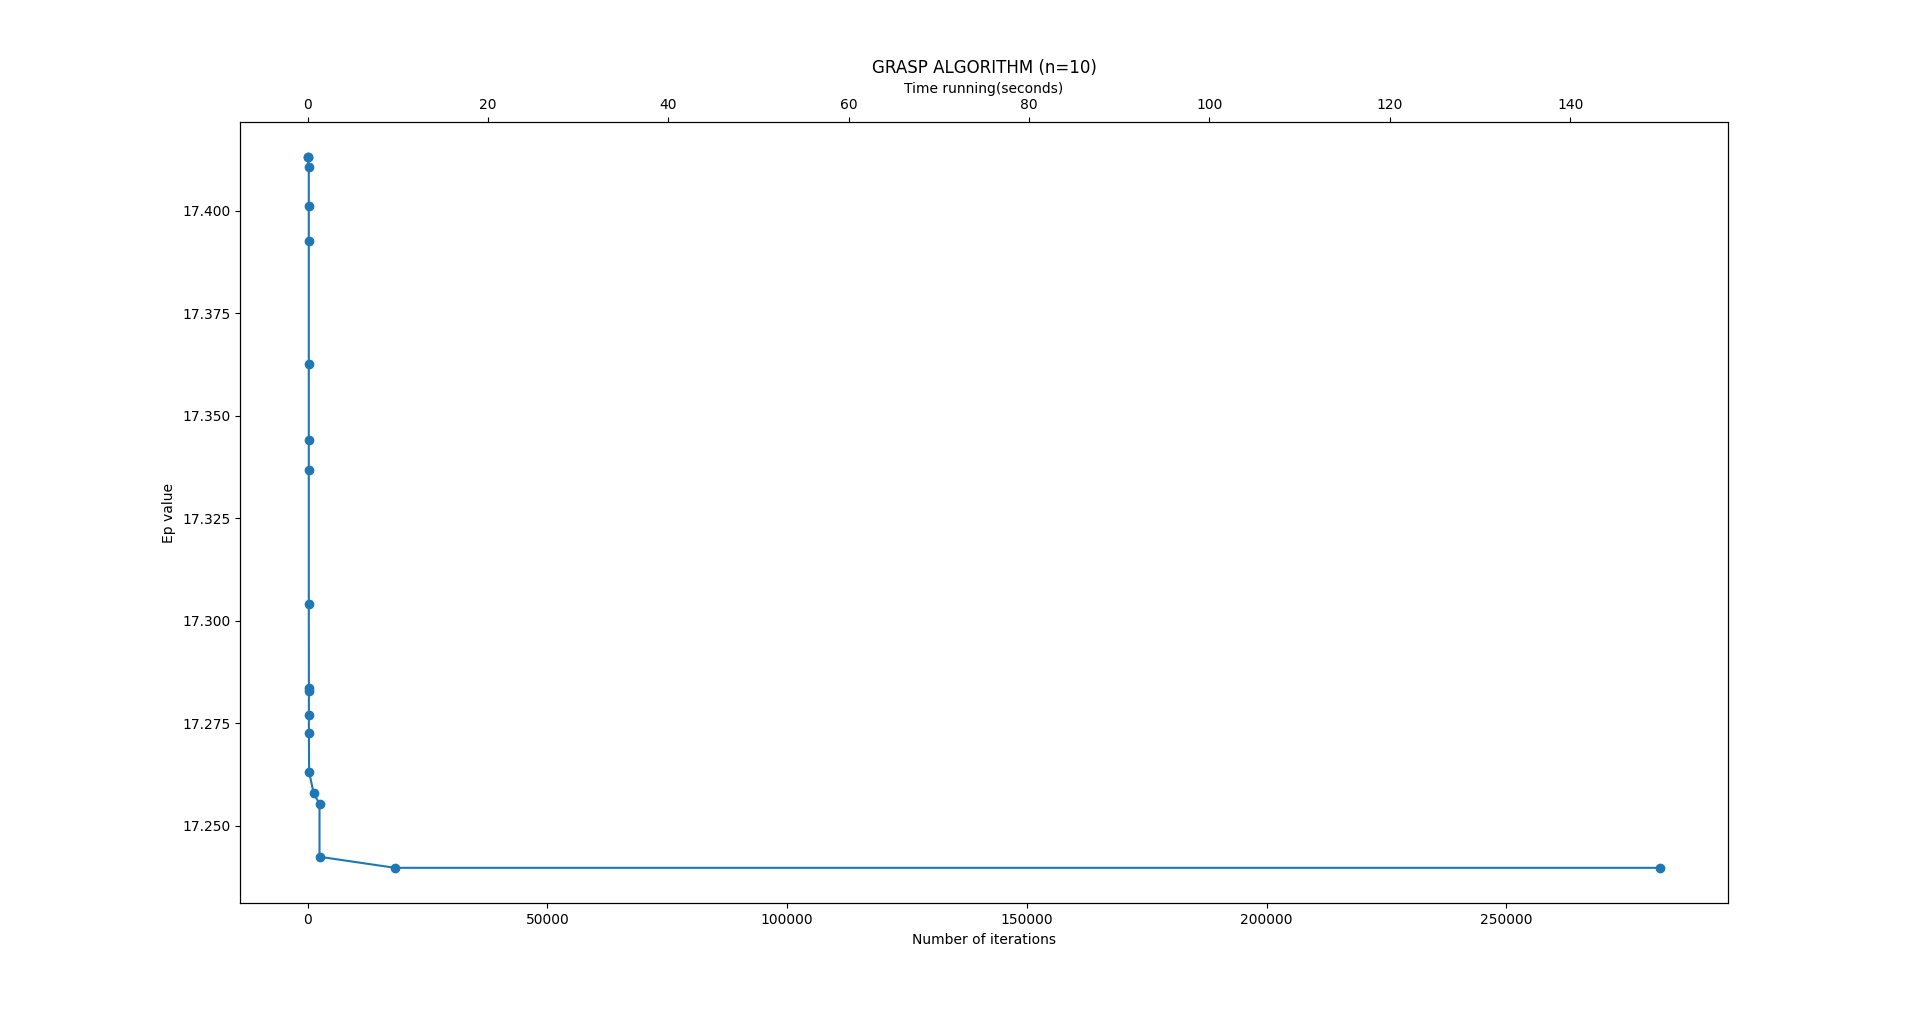 GRASP ALGORITHM (n=10)
Time running(seconds)
0 20 40 60 80 100 120 140
17.400
17.375
17.350
17.325
17.300
17.275
17.250
Ep value
0 50000 100000 150000 200000 250000
Number of iterations